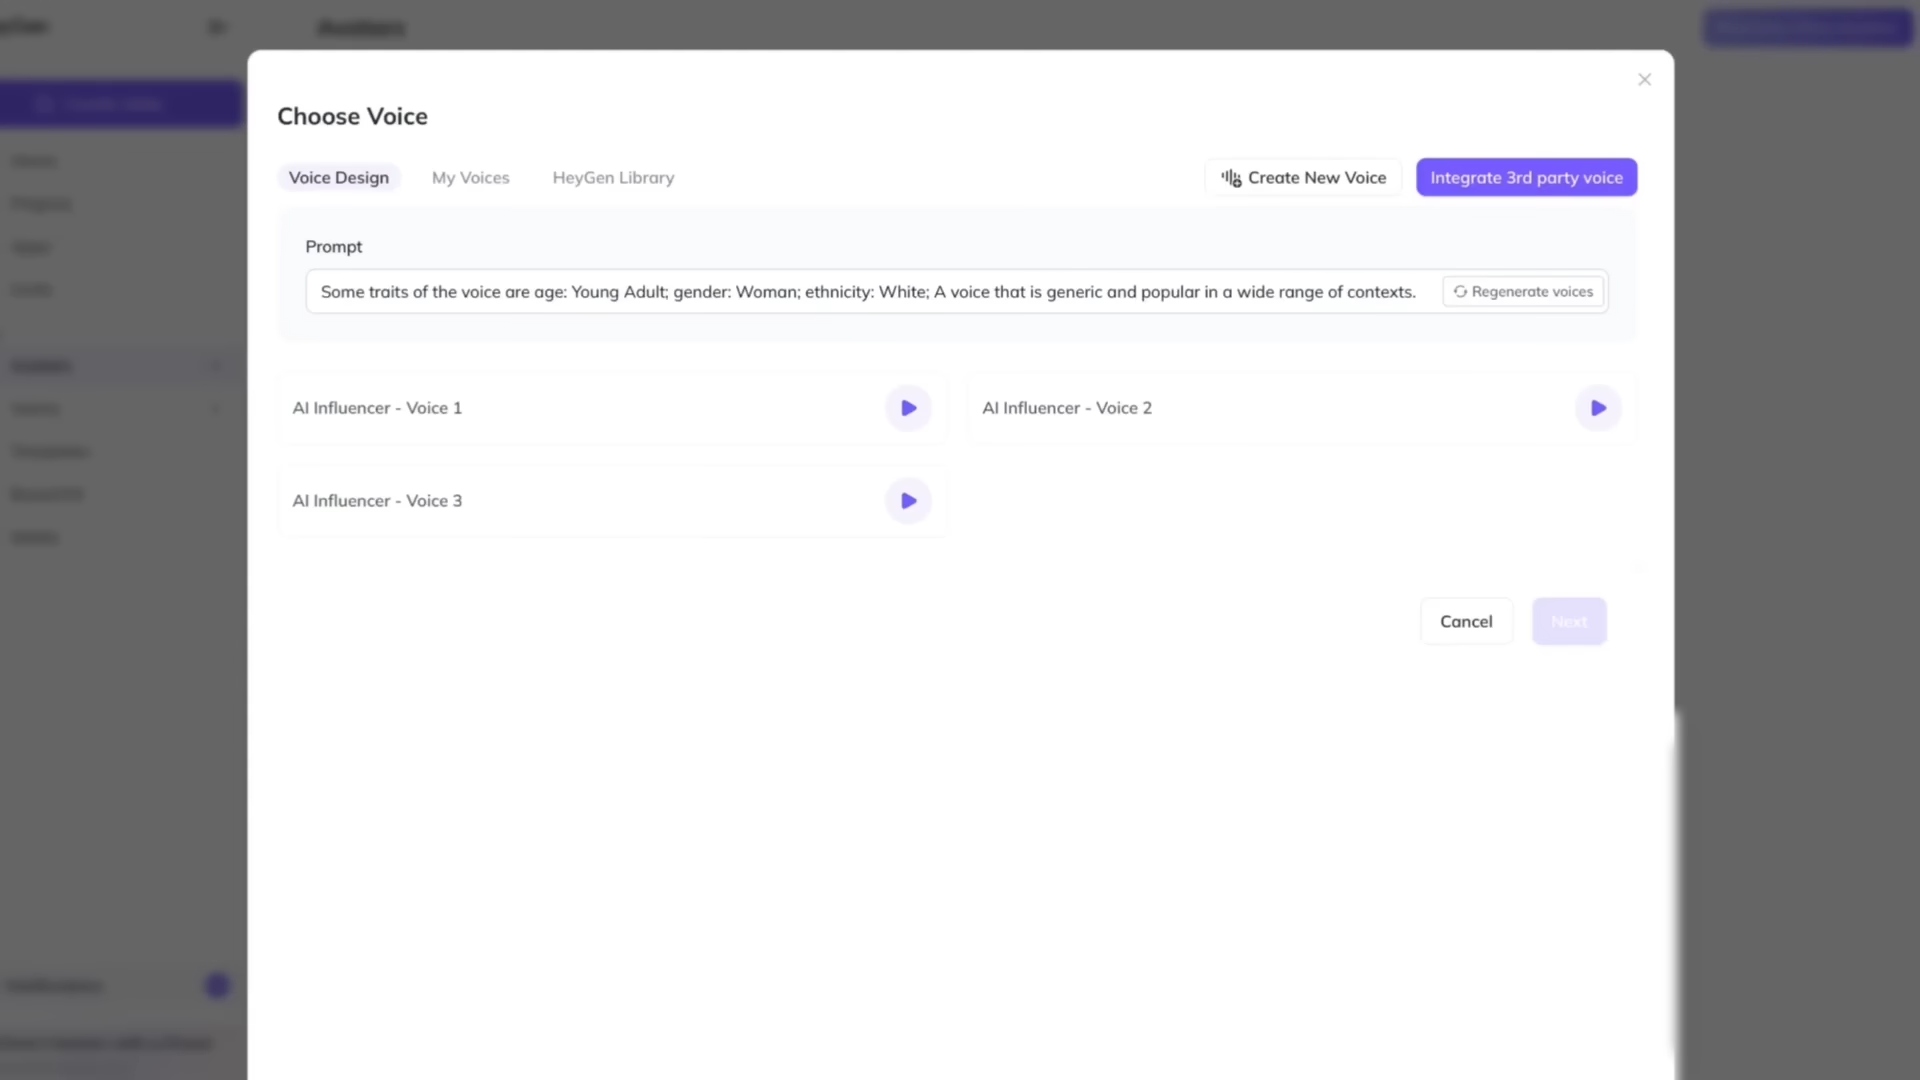 Avatars
Choose Voice
Voice Design
My Voices
HeyGen Library
Create New Voice
Integrate 3rd party voice
Prompt
Some traits of the voice are age: Young Adult; gender: Woman; ethnicity: White; A voice that is generic and popular in a wide range of contexts.
Regenerate voices
AI Influencer - Voice 1
AI Influencer - Voice 2
AI Influencer - Voice 3
Cancel
Next